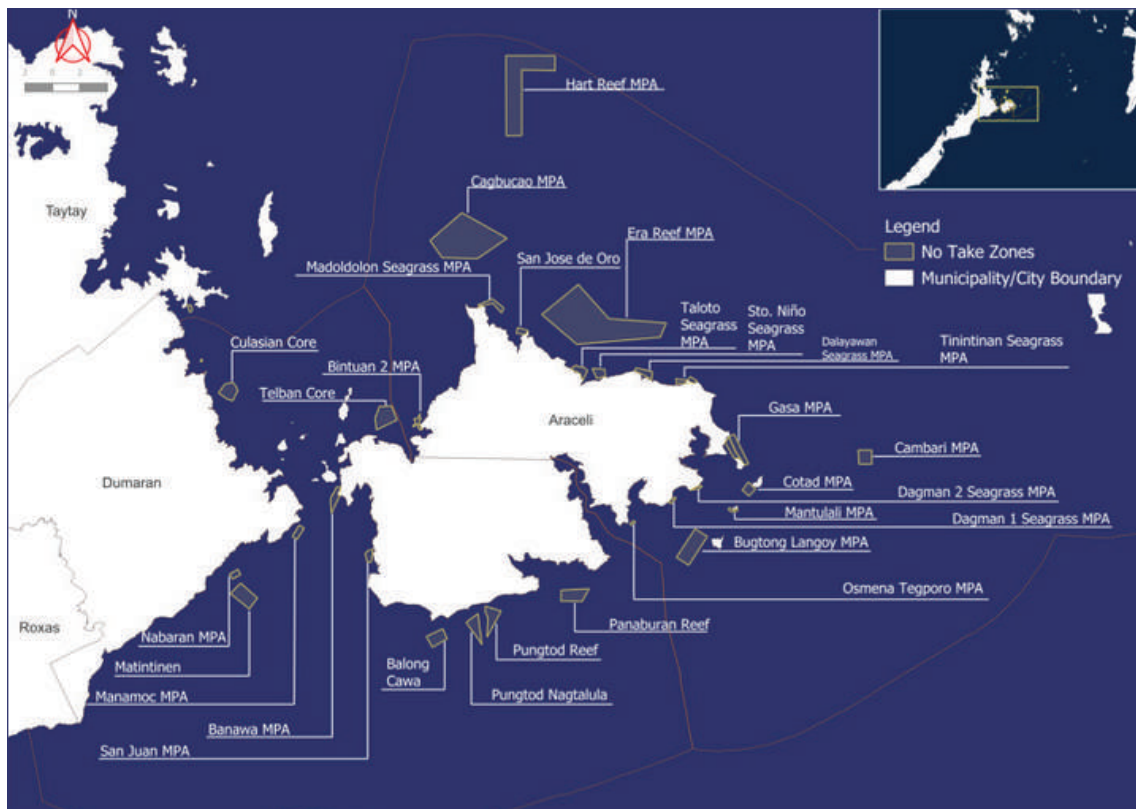 N
Hart Reef MPA
Cagbucao MPA
Taytay
Era Reef MPA
San Jose de Oro
Madoldolon Seagrass MPA
Legend
No Take Zones
Municipality/City Boundary
Taloto
Seagrass
MPA
Sto. Niño
Seagrass
MPA
Dalayawan
Seagrass MPA
Tinintinan Seagrass
MPA
Culasian Core
Bintuan 2 MPA
Telban Core
Araceli
Gasa MPA
Cambari MPA
Dumaran
Cotad MPA
Dagman 2 Seagrass MPA
Mantulali MPA
Dagman 1 Seagrass MPA
Bugtong Langoy MPA
Osmena Tegporo MPA
Roxas
Nabaran MPA
Panaburan Reef
Matintinen
Pungtod Reef
Balong
Cawa
Pungtod Nagtalula
Manamoc MPA
Banawa MPA
San Juan MPA